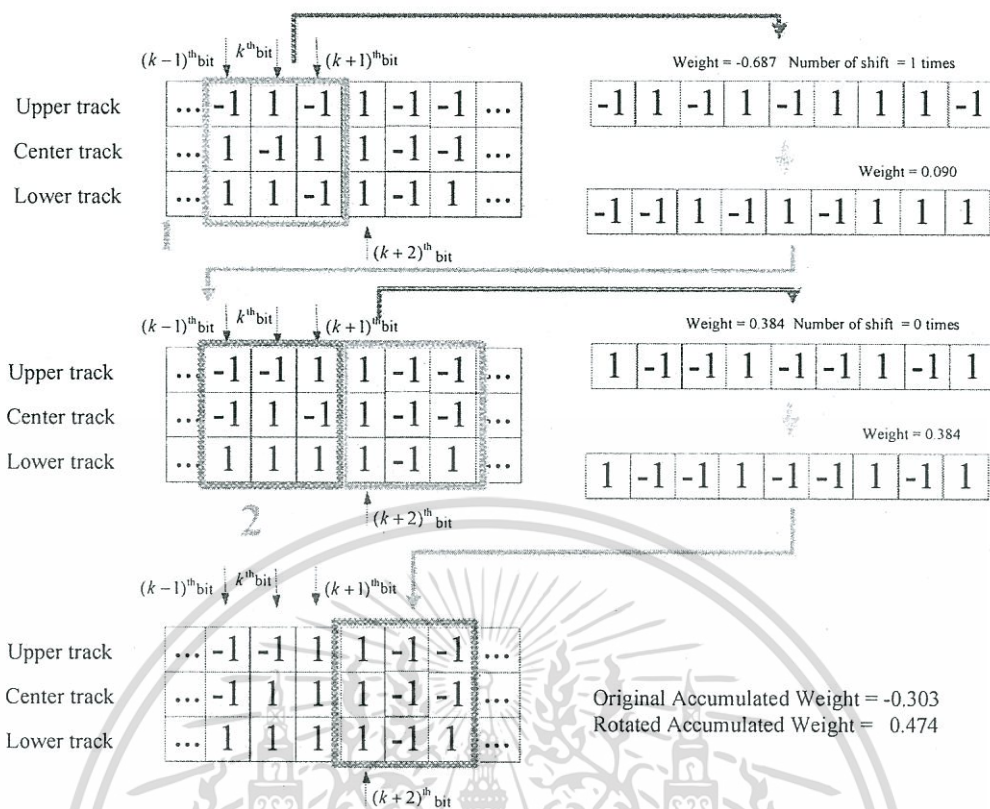 (k−1)th bit kth bit (k+1)th bit
Weight = -0.687 Number of shift = 1 times
Upper track ... -1 1 -1 1 -1 -1 ...
-1 1 -1 1 -1 1 1 1 -1
Center track ... 1 -1 1 1 -1 -1 ...
Weight = 0.090
Lower track ... 1 1 -1 1 -1 1 ...
-1 -1 1 -1 1 -1 1 1 1
(k+2)th bit
(k−1)th bit kth bit (k+1)th bit
Weight = 0.384 Number of shift = 0 times
Upper track ... -1 -1 1 1 -1 -1 ...
1 -1 -1 1 -1 -1 1 -1 1
Center track ... -1 1 -1 1 -1 -1 ...
Weight = 0.384
Lower track ... 1 1 1 1 -1 1 ...
1 -1 -1 1 -1 -1 1 -1 1
2
(k+2)th bit
(k−1)th bit kth bit (k+1)th bit
Upper track ... -1 -1 1 1 -1 -1 ...
Center track ... -1 1 1 1 -1 -1 ...
Original Accumulated Weight = -0.303
Lower track ... 1 1 1 1 -1 1 ...
Rotated Accumulated Weight = 0.474
(k+2)th bit